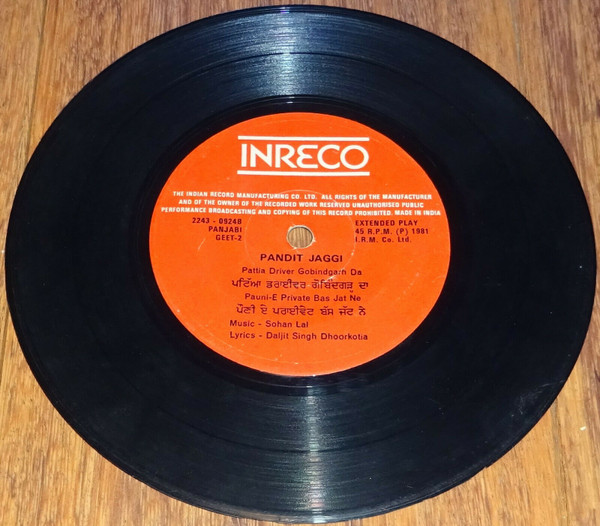 INRECO
THE INDIAN RECORD MANUFACTURING CO. LTD. ALL RIGHTS OF THE MANUFACTURER
AND OF THE OWNER OF THE RECORDED WORK RESERVED UNAUTHORISED PUBLIC
PERFORMANCE BROADCASTING AND COPYING OF THIS RECORD PROHIBITED. MADE IN INDIA
2243 - 0924B
PANJABI
GEET-2
EXTENDED PLAY
45 R.P.M. (P) 1981
I.R.M. Co. Ltd.
PANDIT JAGGI
Pattia Driver Gobindgarh Da
ਪਟਿੱਆ ਡਰਾਈਵਰ ਗੋਬਿੰਦਗੜ੍ਹ ਦਾ
Pauni-E Private Bas Jat Ne
ਪੌਣੀ ਏ ਪਰਾਈਵੇਟ ਬੱਸ ਜੱਟ ਨੇ
Music - Sohan Lal
Lyrics - Daljit Singh Dhoorkotia